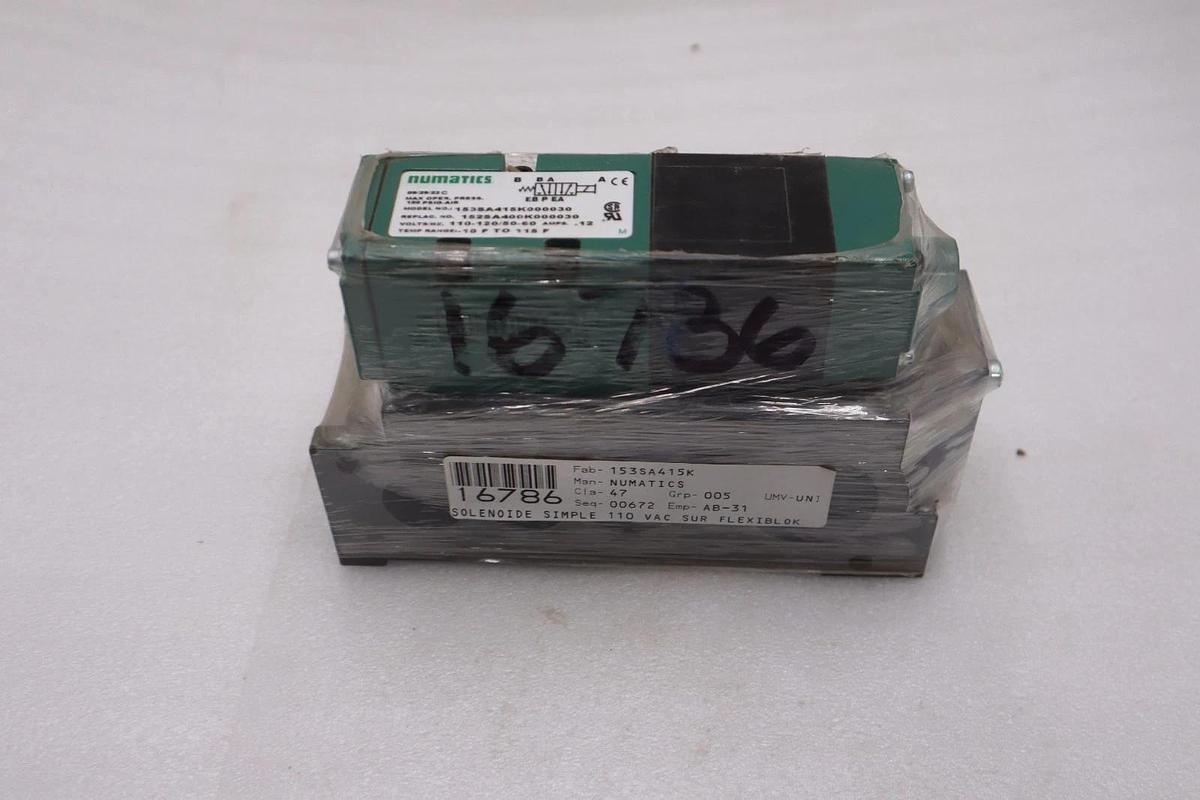 numatics
B B A A CE
EB P EA
MAX OPER. PRESS.
150 PSIG-AIR
MODEL NO./ 153SA415K000030
REPLAC. NO. 152SA400K000030
VOLTS/HZ. 110-120/50-60 AMPS. .12
TEMP RANGE:-10 F TO 115 F M
16786
Fab- 153SA415K
Man- NUMATICS
Cla- 47 Grp- 005 UMV-UNI
16786 Seq- 00672 Emp- AB-31
SOLENOIDE SIMPLE 110 VAC SUR FLEXIBLOK